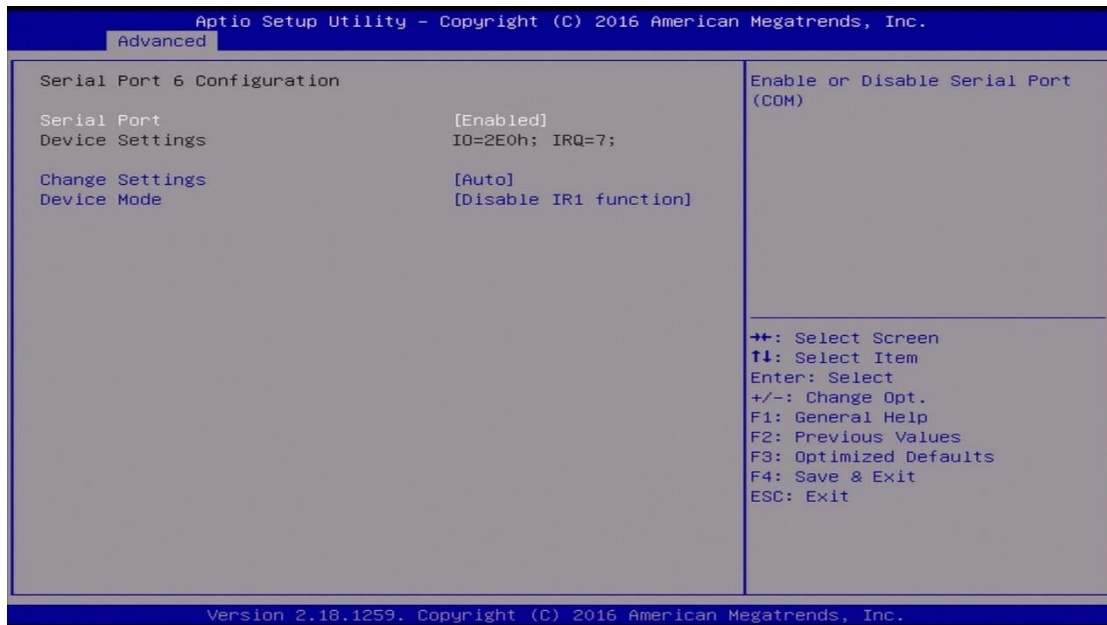 Aptio Setup Utility – Copyright (C) 2016 American Megatrends, Inc.
Advanced
Serial Port 6 Configuration
Serial Port [Enabled]
Device Settings IO=2E0h; IRQ=7;
Change Settings [Auto]
Device Mode [Disable IR1 function]
Enable or Disable Serial Port
(COM)
→←: Select Screen
↑↓: Select Item
Enter: Select
+/-: Change Opt.
F1: General Help
F2: Previous Values
F3: Optimized Defaults
F4: Save & Exit
ESC: Exit
Version 2.18.1259. Copyright (C) 2016 American Megatrends, Inc.